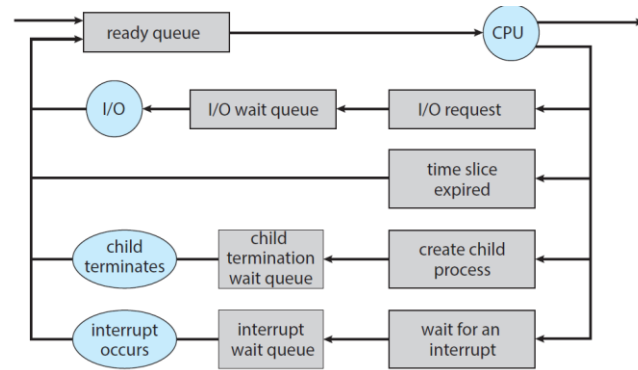 ready queue
CPU
I/O
I/O wait queue
I/O request
time slice
expired
child
terminates
child
termination
wait queue
create child
process
interrupt
occurs
interrupt
wait queue
wait for an
interrupt